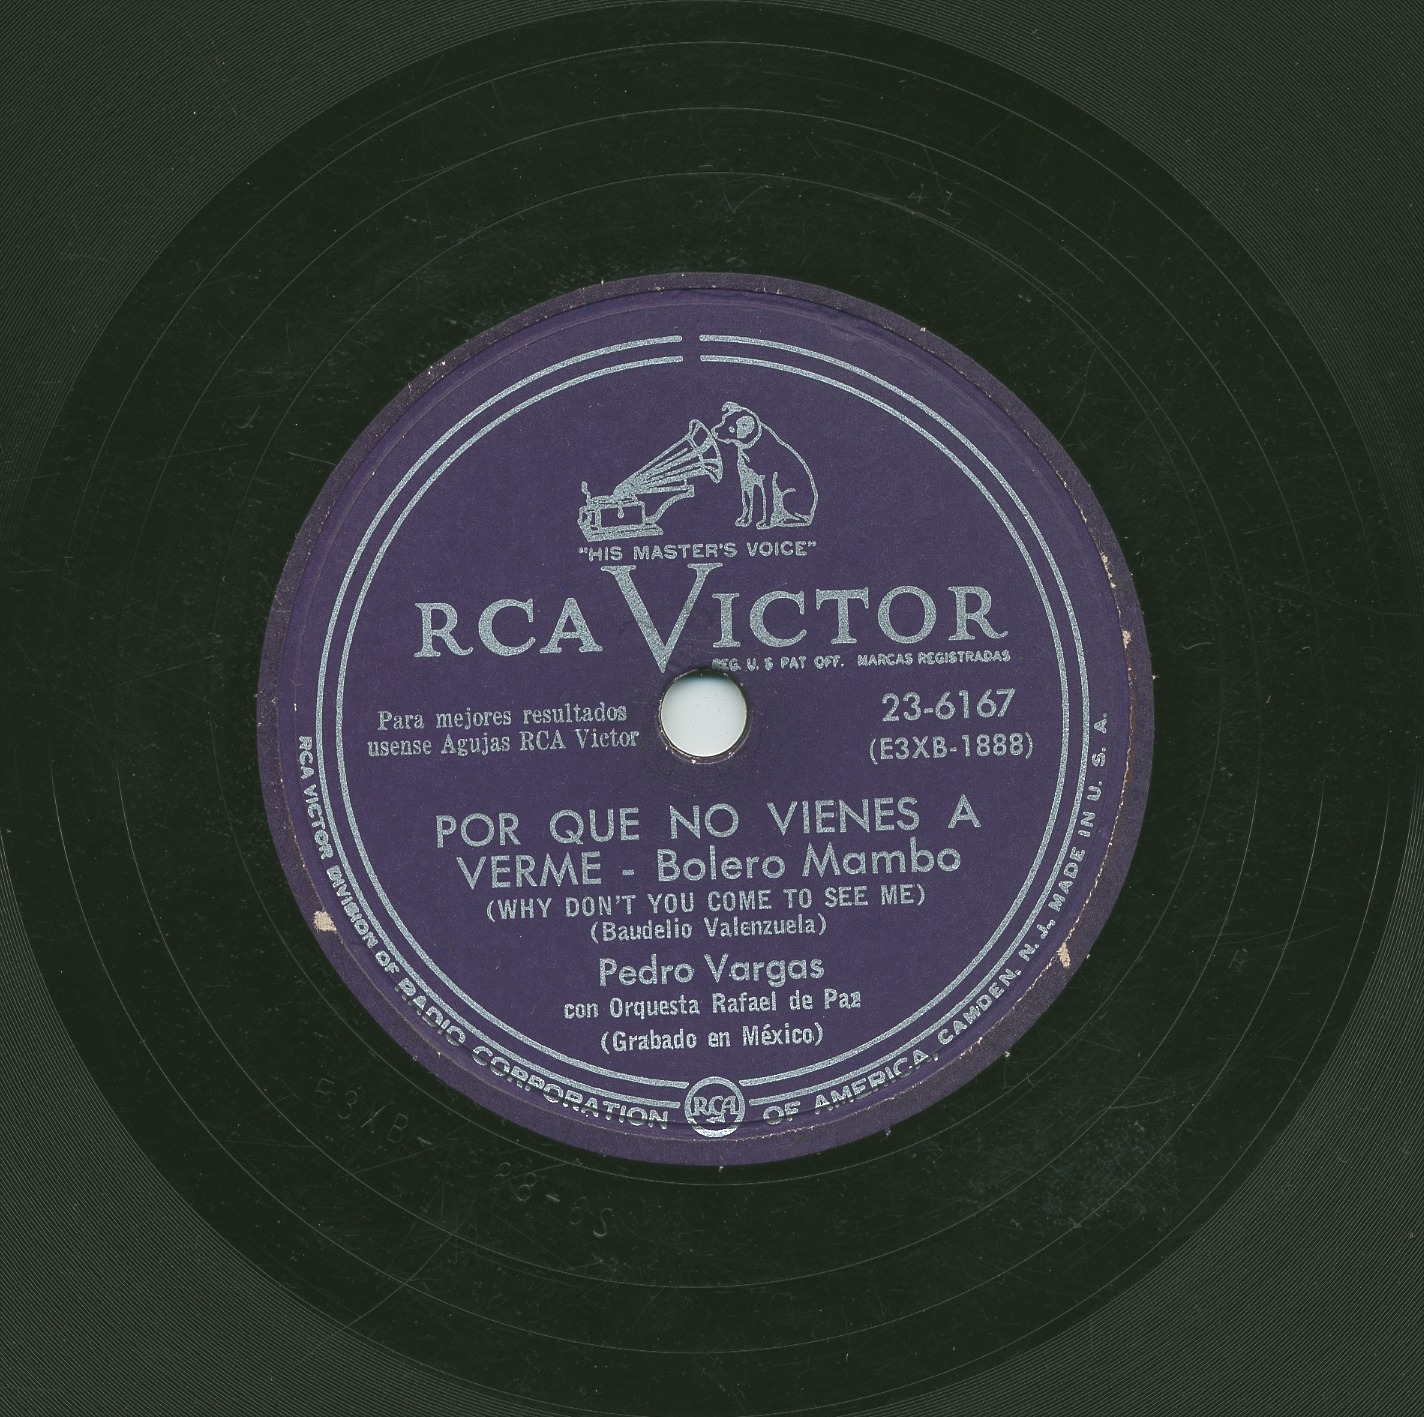 "HIS MASTER'S VOICE"
RCA VICTOR
REG. U. S PAT OFF. MARCAS REGISTRADAS
Para mejores resultados
usense Agujas RCA Victor
23-6167
(E3XB-1888)
POR QUE NO VIENES A
VERME - Bolero Mambo
(WHY DON'T YOU COME TO SEE ME)
(Baudelio Valenzuela)
Pedro Vargas
con Orquesta Rafael de Paz
(Grabado en México)
RCA VICTOR DIVISION OF RADIO CORPORATION OF AMERICA, CAMDEN, N. J., MADE IN U. S. A.
RCA